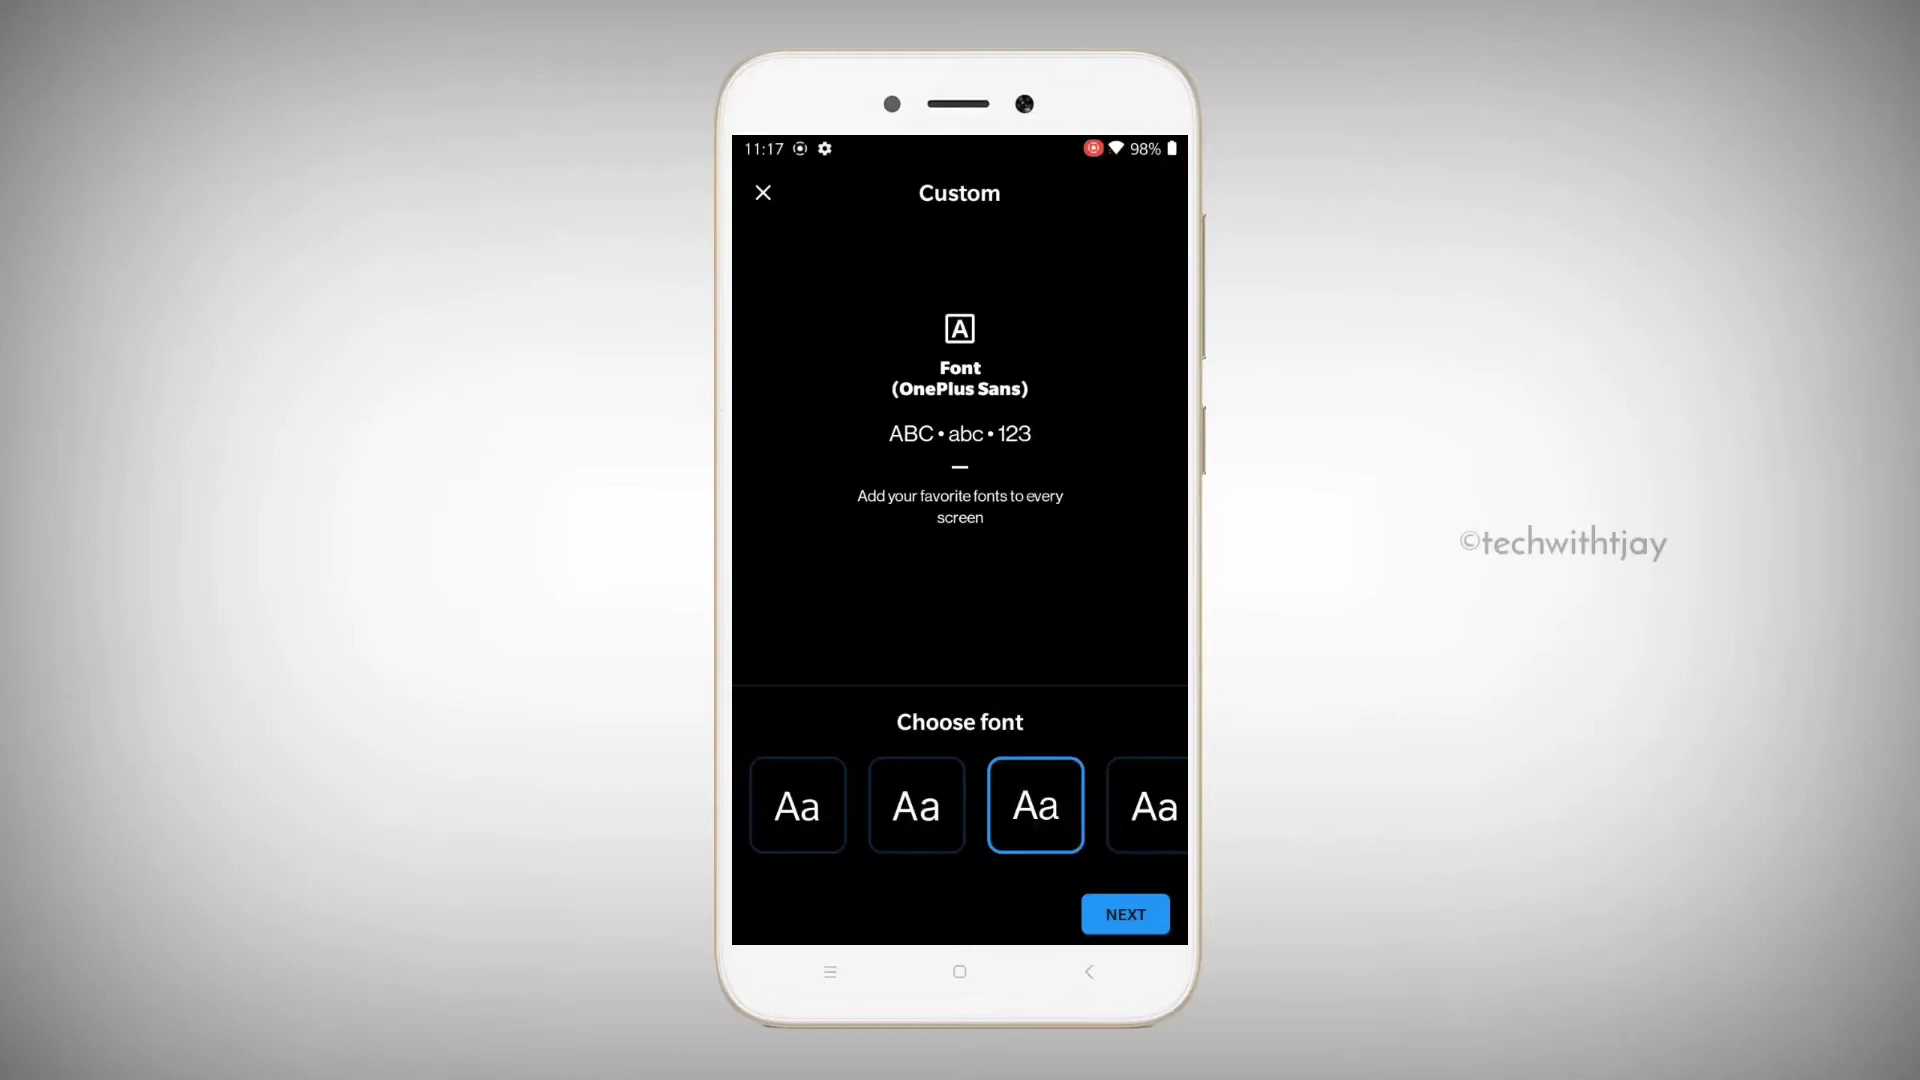 11:17
98%
Custom
A
Font
(OnePlus Sans)
ABC • abc • 123
Add your favorite fonts to every
screen
©techwithtjay
Choose font
Aa Aa Aa Aa
NEXT